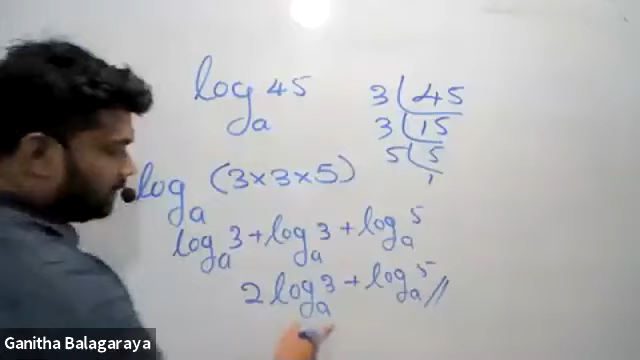 log_a 45
3 | 45
3 | 15
5 | 5
1
log_a (3×3×5)
log_a 3 + log_a 3 + log_a 5
2 log_a 3 + log_a 5 //
Ganitha Balagaraya